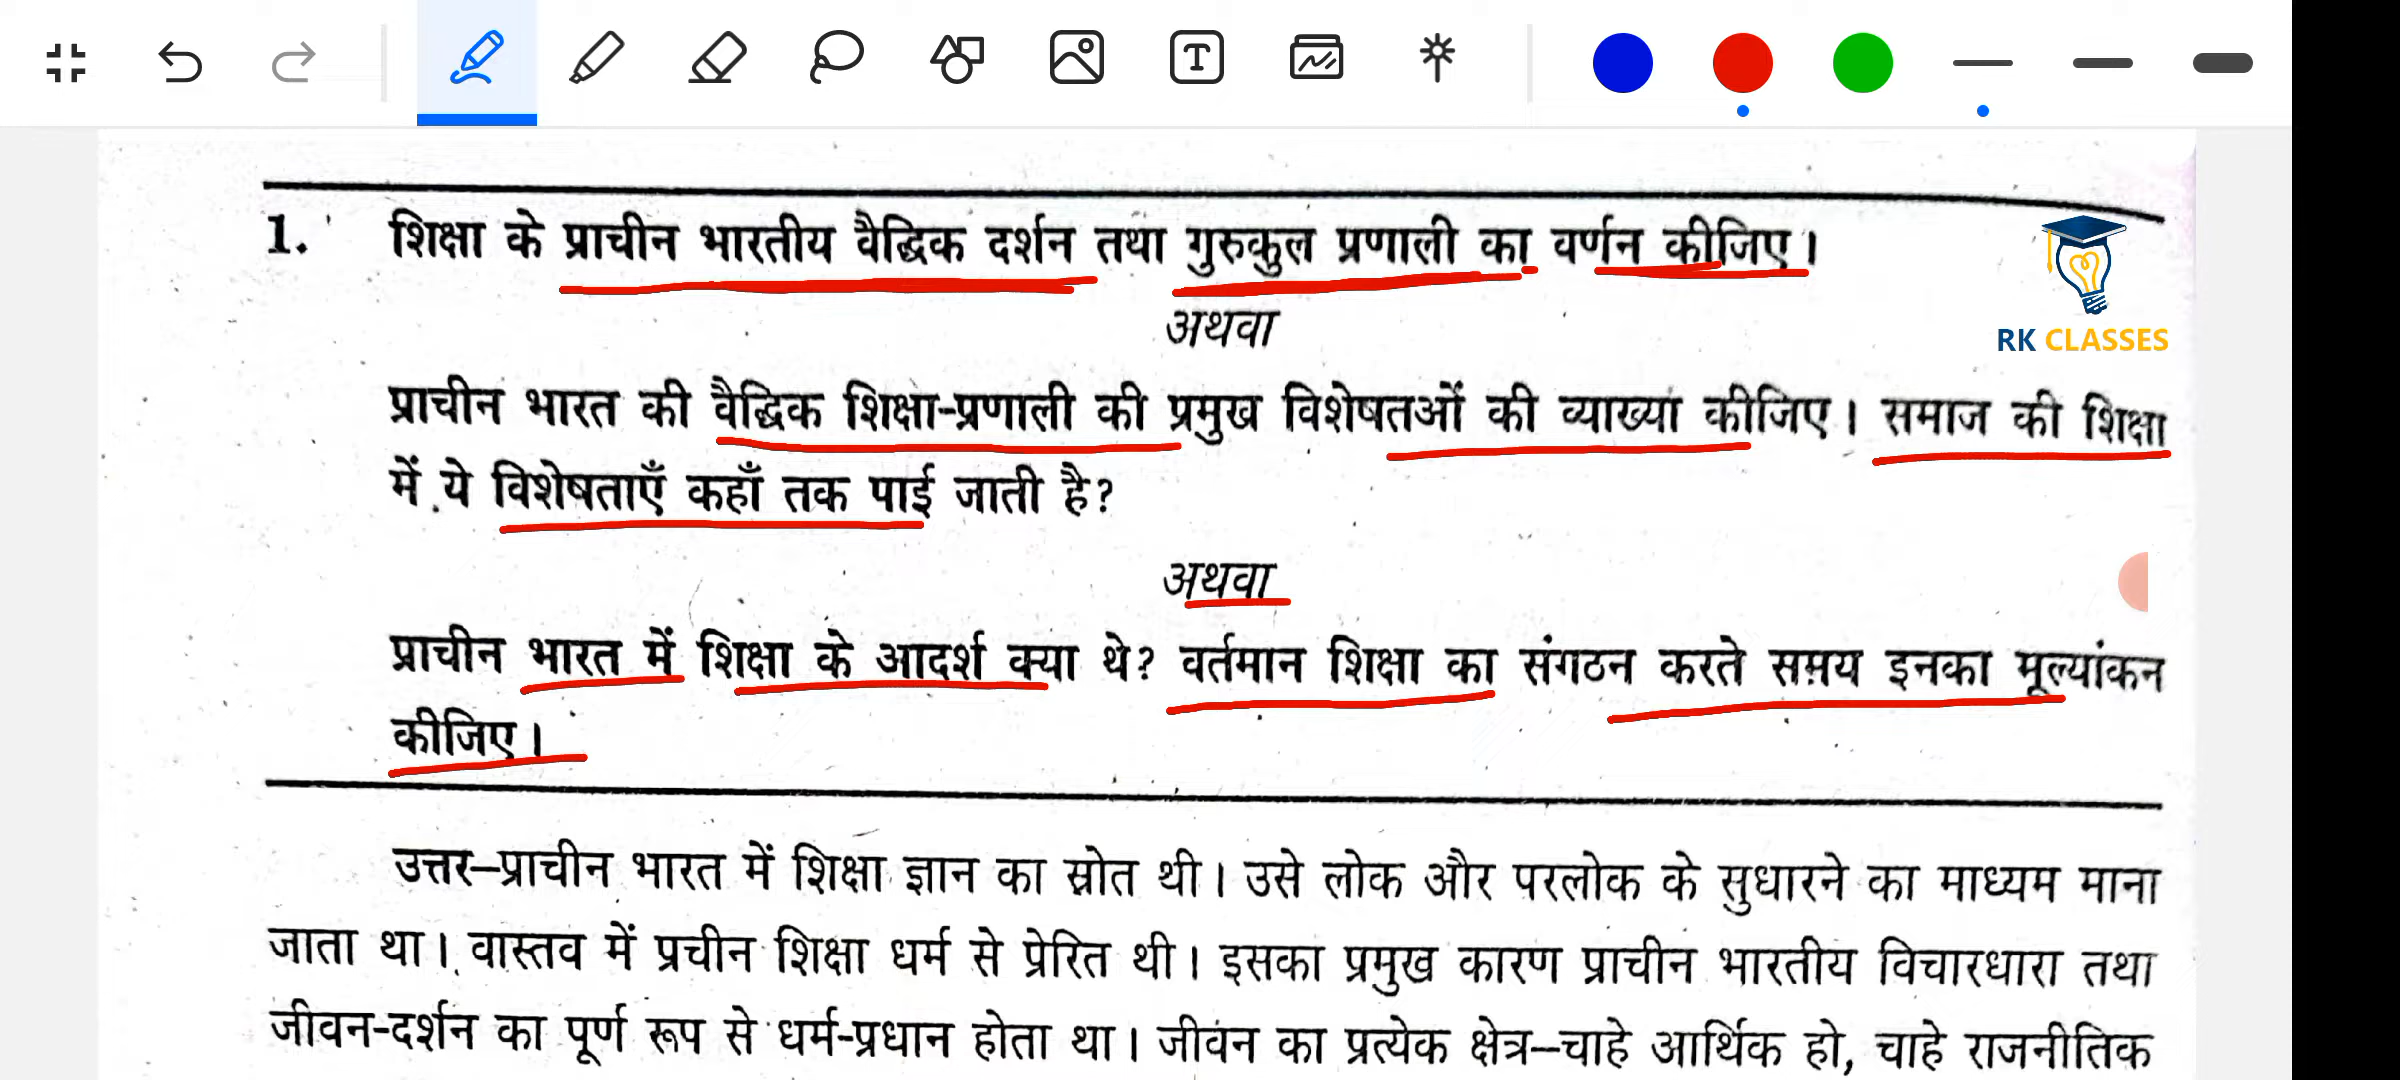 1. शिक्षा के प्राचीन भारतीय वैद्धिक दर्शन तथा गुरुकुल प्रणाली का वर्णन कीजिए।
अथवा
RK CLASSES
प्राचीन भारत की वैद्धिक शिक्षा-प्रणाली की प्रमुख विशेषतओं की व्याख्या कीजिए। समाज की शिक्षा
में ये विशेषताएँ कहाँ तक पाई जाती है?
अथवा
प्राचीन भारत में शिक्षा के आदर्श क्या थे? वर्तमान शिक्षा का संगठन करते समय इनका मूल्यांकन
कीजिए।
उत्तर–प्राचीन भारत में शिक्षा ज्ञान का स्रोत थी। उसे लोक और परलोक के सुधारने का माध्यम माना
जाता था। वास्तव में प्रचीन शिक्षा धर्म से प्रेरित थी। इसका प्रमुख कारण प्राचीन भारतीय विचारधारा तथा
जीवन-दर्शन का पूर्ण रूप से धर्म-प्रधान होता था। जीवन का प्रत्येक क्षेत्र–चाहे आर्थिक हो, चाहे राजनीतिक